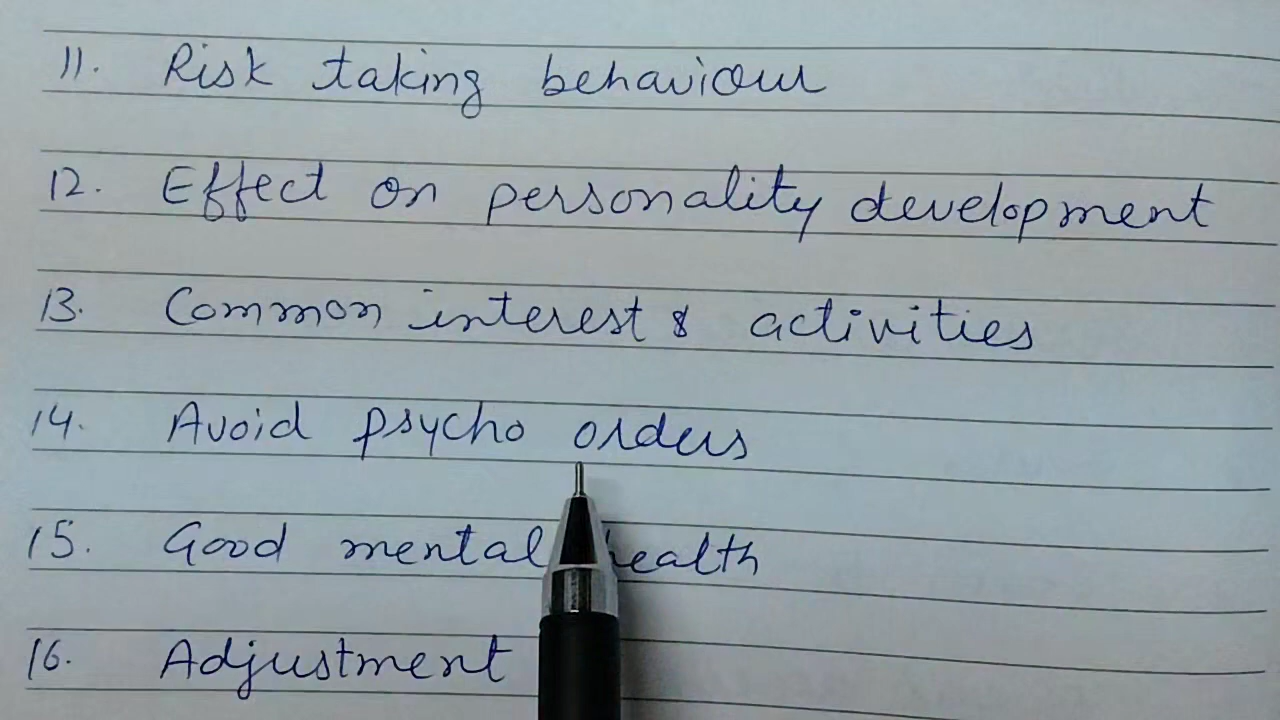 11. Risk taking behaviour
12. Effect on personality development
13. Common interest & activities
14. Avoid psycho orders
15. Good mental health
16. Adjustment